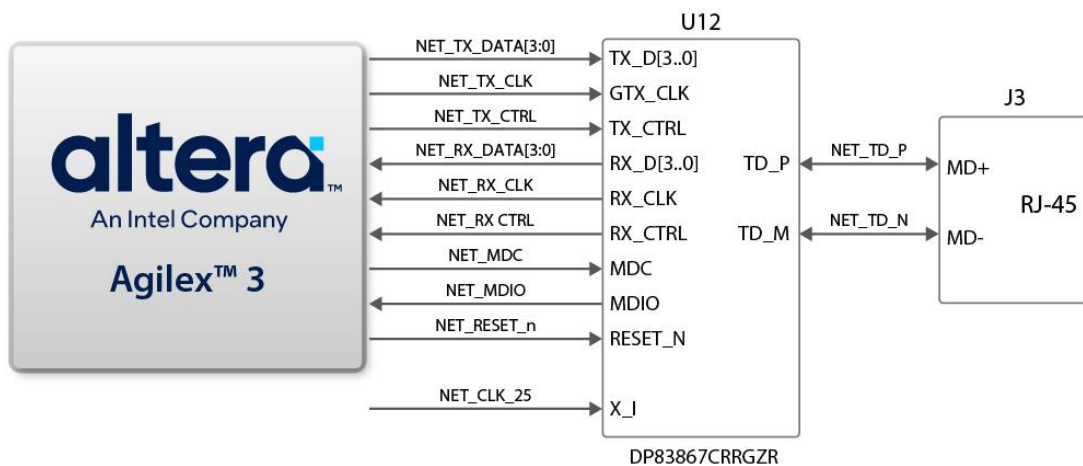 U12
NET_TX_DATA[3:0]
TX_D[3..0]
NET_TX_CLK
GTX_CLK
J3
NET_TX_CTRL
TX_CTRL
altera™
NET_RX_DATA[3:0]
RX_D[3..0]
TD_P
NET_TD_P
MD+
NET_RX_CLK
RX_CLK
RJ-45
An Intel Company
NET_RX CTRL
RX_CTRL
TD_M
NET_TD_N
MD-
Agilex™ 3
NET_MDC
MDC
NET_MDIO
MDIO
NET_RESET_n
RESET_N
NET_CLK_25
X_I
DP83867CRRGZR